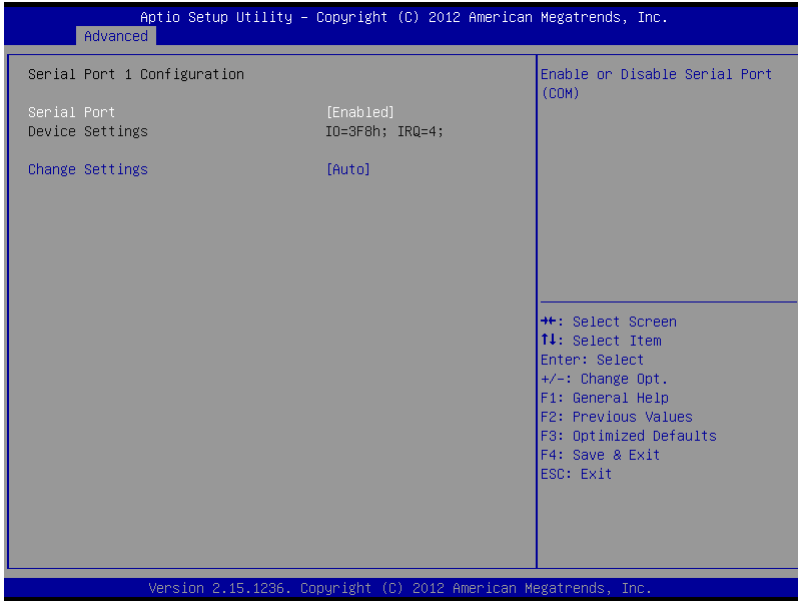 Aptio Setup Utility – Copyright (C) 2012 American Megatrends, Inc.
Advanced
Serial Port 1 Configuration
Serial Port [Enabled]
Device Settings IO=3F8h; IRQ=4;
Change Settings [Auto]
Enable or Disable Serial Port
(COM)
→←: Select Screen
↑↓: Select Item
Enter: Select
+/-: Change Opt.
F1: General Help
F2: Previous Values
F3: Optimized Defaults
F4: Save & Exit
ESC: Exit
Version 2.15.1236. Copyright (C) 2012 American Megatrends, Inc.